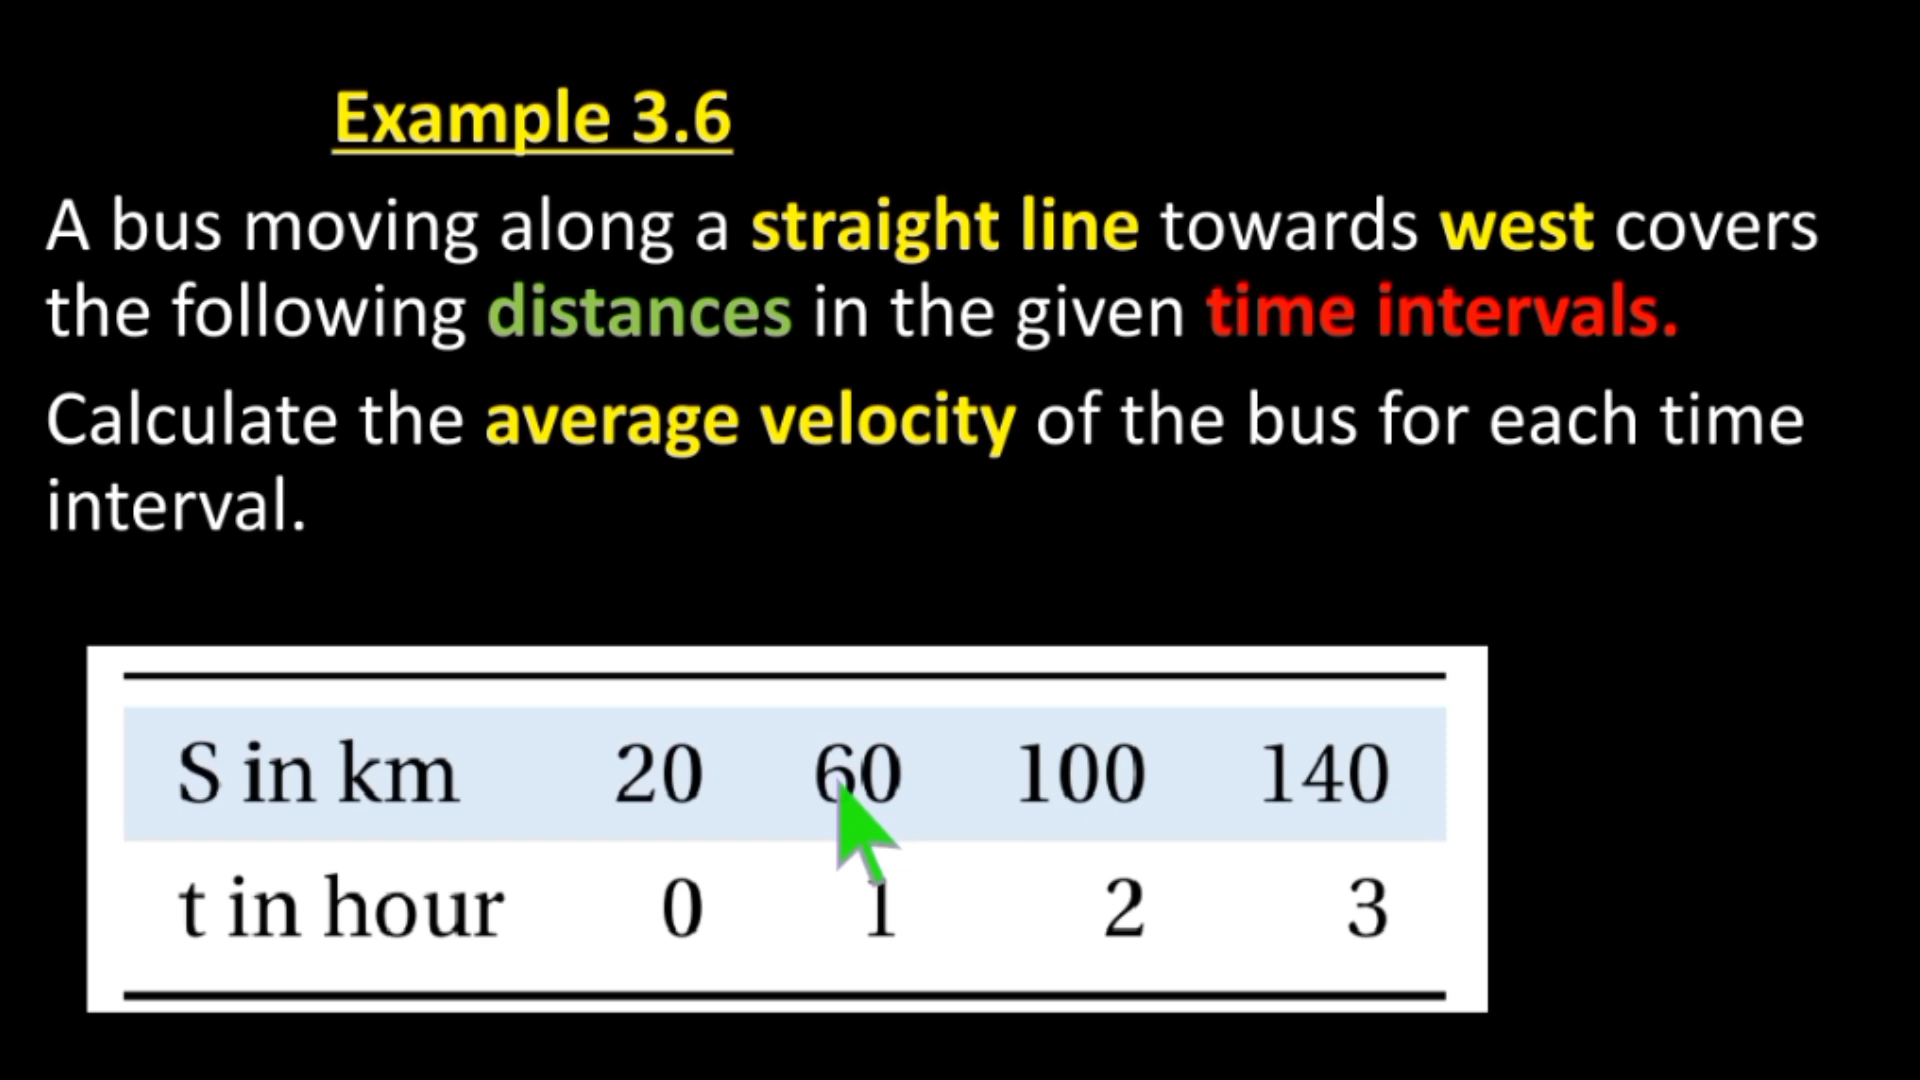 Example 3.6
A bus moving along a straight line towards west covers
the following distances in the given time intervals.
Calculate the average velocity of the bus for each time
interval.
S in km 20 60 100 140
t in hour 0 1 2 3